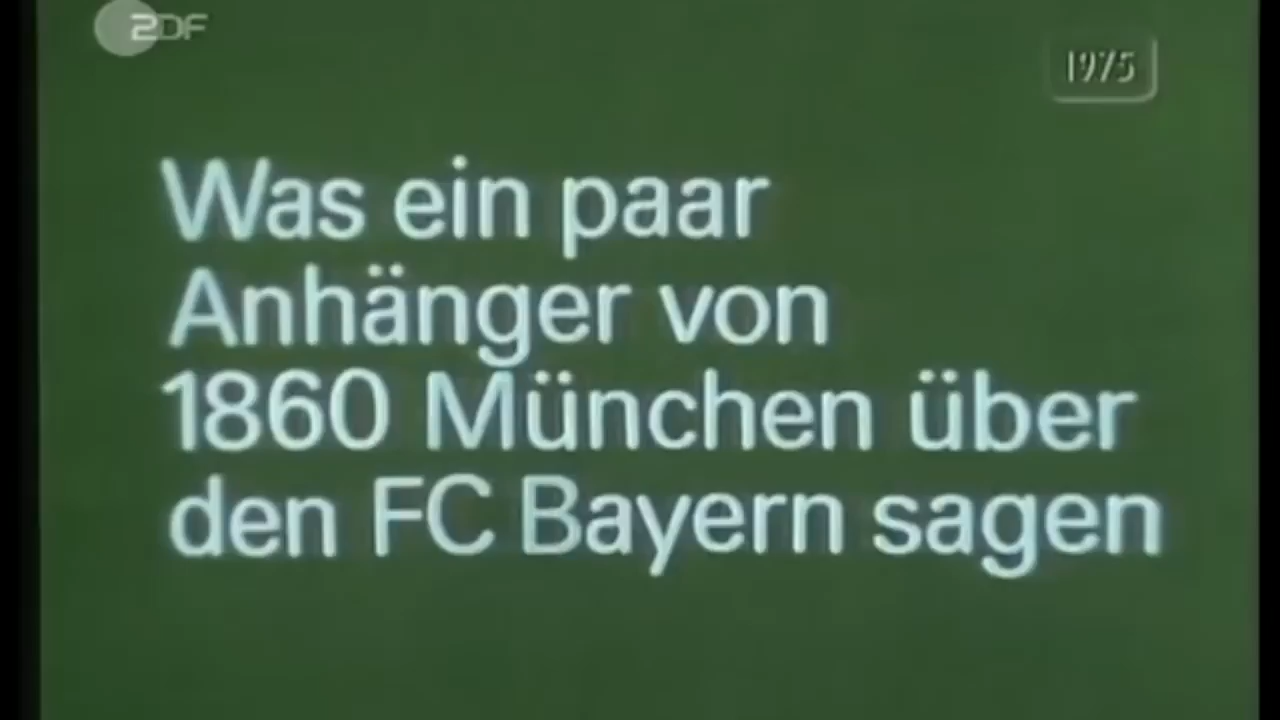 ZDF
1975
Was ein paar
Anhänger von
1860 München über
den FC Bayern sagen